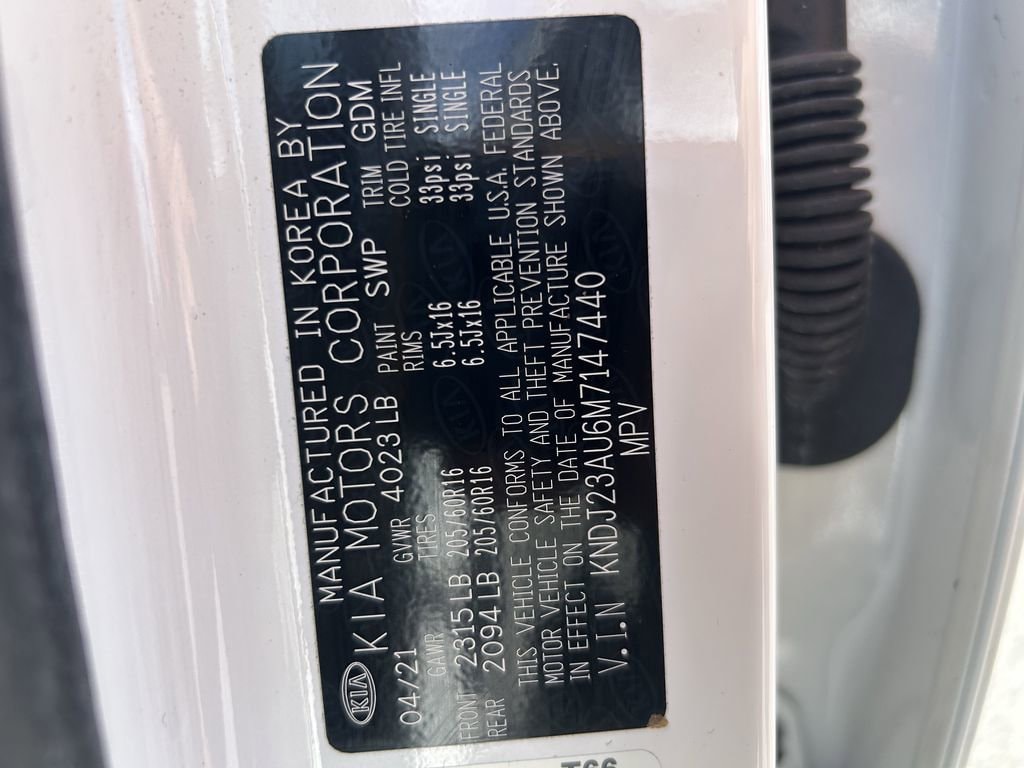 MANUFACTURED IN KOREA BY
KIA KIA MOTORS CORPORATION
04/21 GVWR 4023LB PAINT SWP TRIM GDM
GAWR TIRES RIMS COLD TIRE INFL
FRONT 2315LB 205/60R16 6.5Jx16 33psi SINGLE
REAR 2094LB 205/60R16 6.5Jx16 33psi SINGLE
THIS VEHICLE CONFORMS TO ALL APPLICABLE U.S.A. FEDERAL
MOTOR VEHICLE SAFETY AND THEFT PREVENTION STANDARDS
IN EFFECT ON THE DATE OF MANUFACTURE SHOWN ABOVE.
V.I.N KNDJ23AU6M7147440
MPV